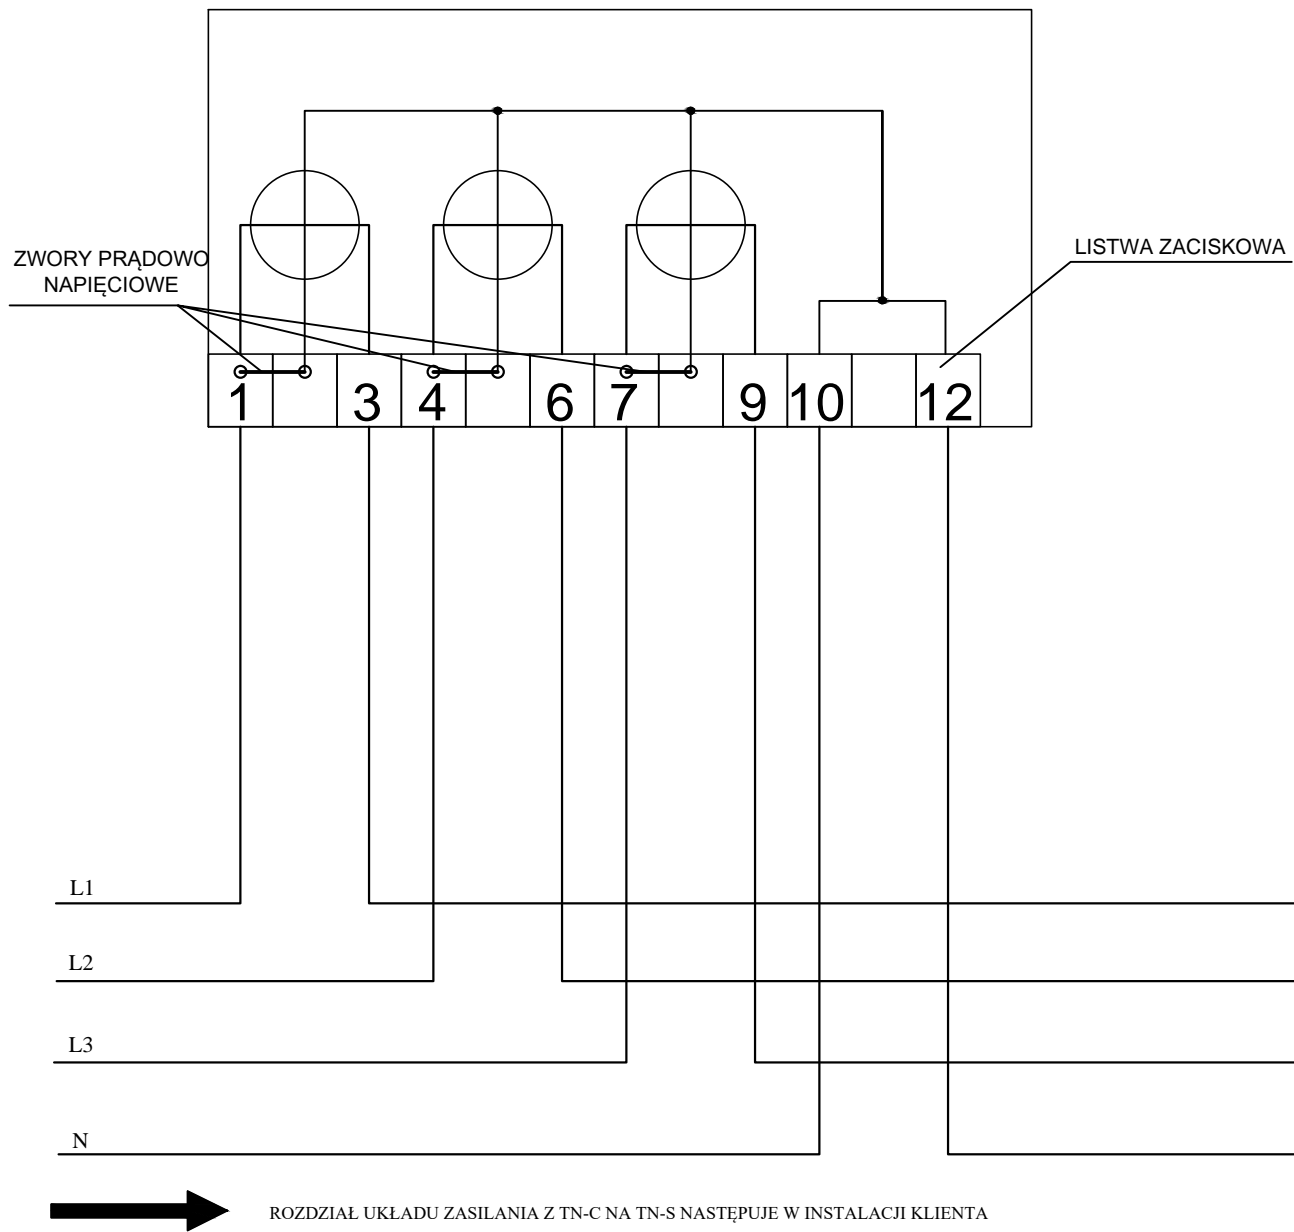 ZWORY PRĄDOWO
NAPIĘCIOWE
LISTWA ZACISKOWA
1 3 4 6 7 9 10 12
L1
L2
L3
N
ROZDZIAŁ UKŁADU ZASILANIA Z TN-C NA TN-S NASTĘPUJE W INSTALACJI KLIENTA